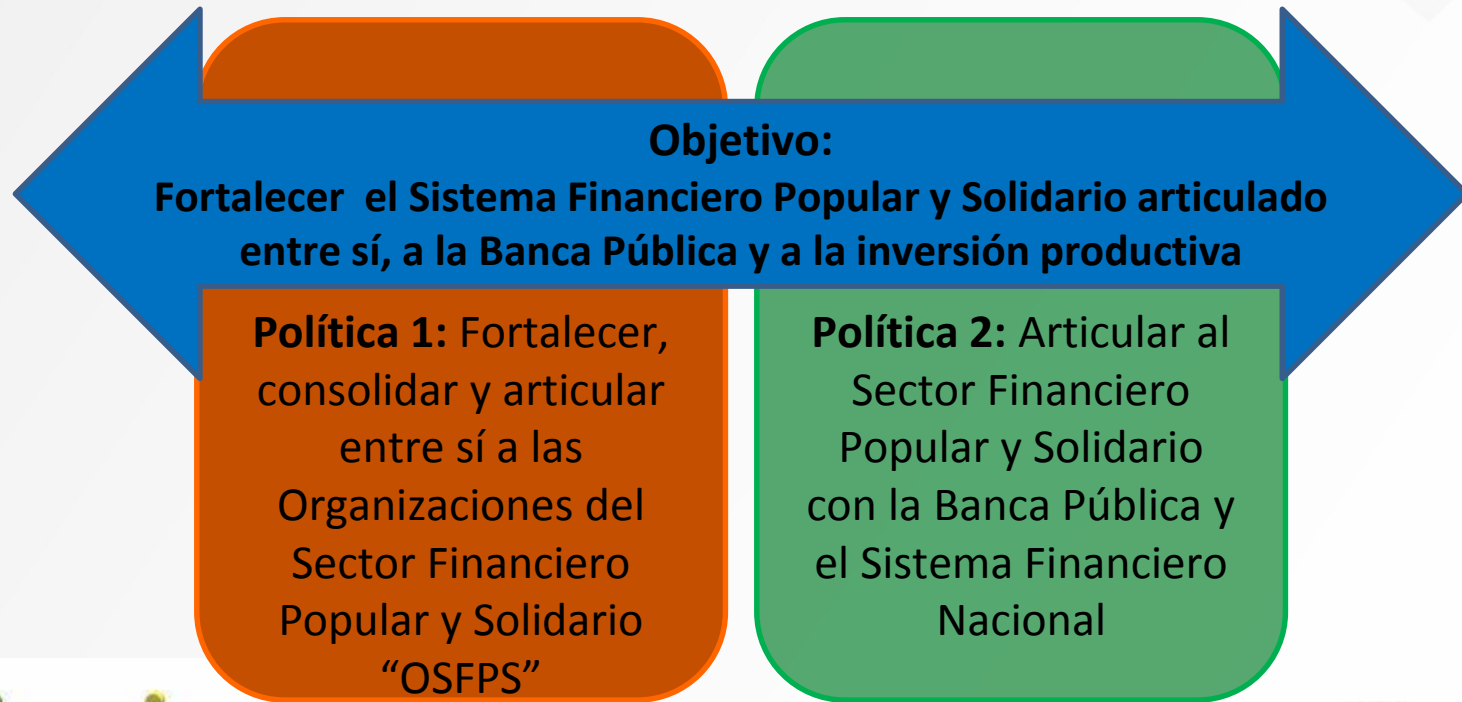 Objetivo:
Fortalecer el Sistema Financiero Popular y Solidario articulado
entre sí, a la Banca Pública y a la inversión productiva
Política 1: Fortalecer,
consolidar y articular
entre sí a las
Organizaciones del
Sector Financiero
Popular y Solidario
“OSFPS”
Política 2: Articular al
Sector Financiero
Popular y Solidario
con la Banca Pública y
el Sistema Financiero
Nacional